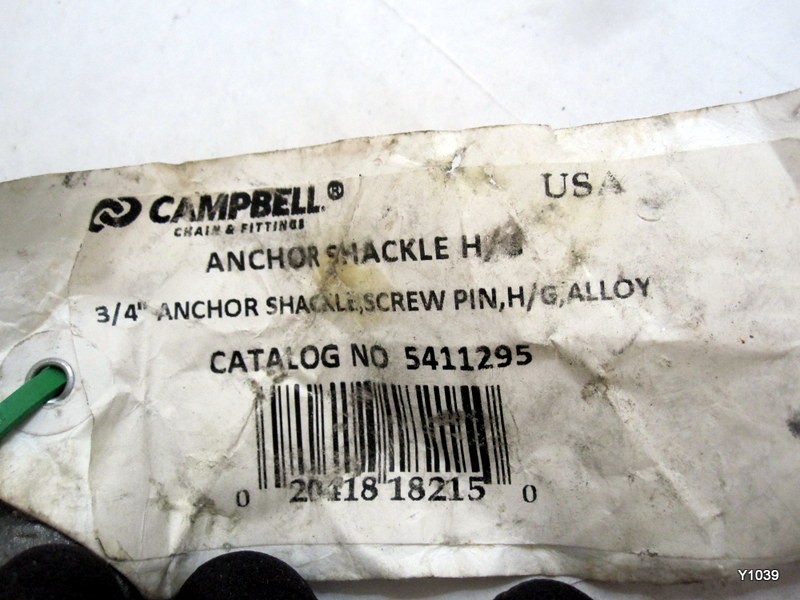 CAMPBELL® USA
CHAIN & FITTINGS
ANCHOR SHACKLE H/G
3/4" ANCHOR SHACKLE,SCREW PIN,H/G,ALLOY
CATALOG NO 5411295
0 20418 18215 0
Y1039